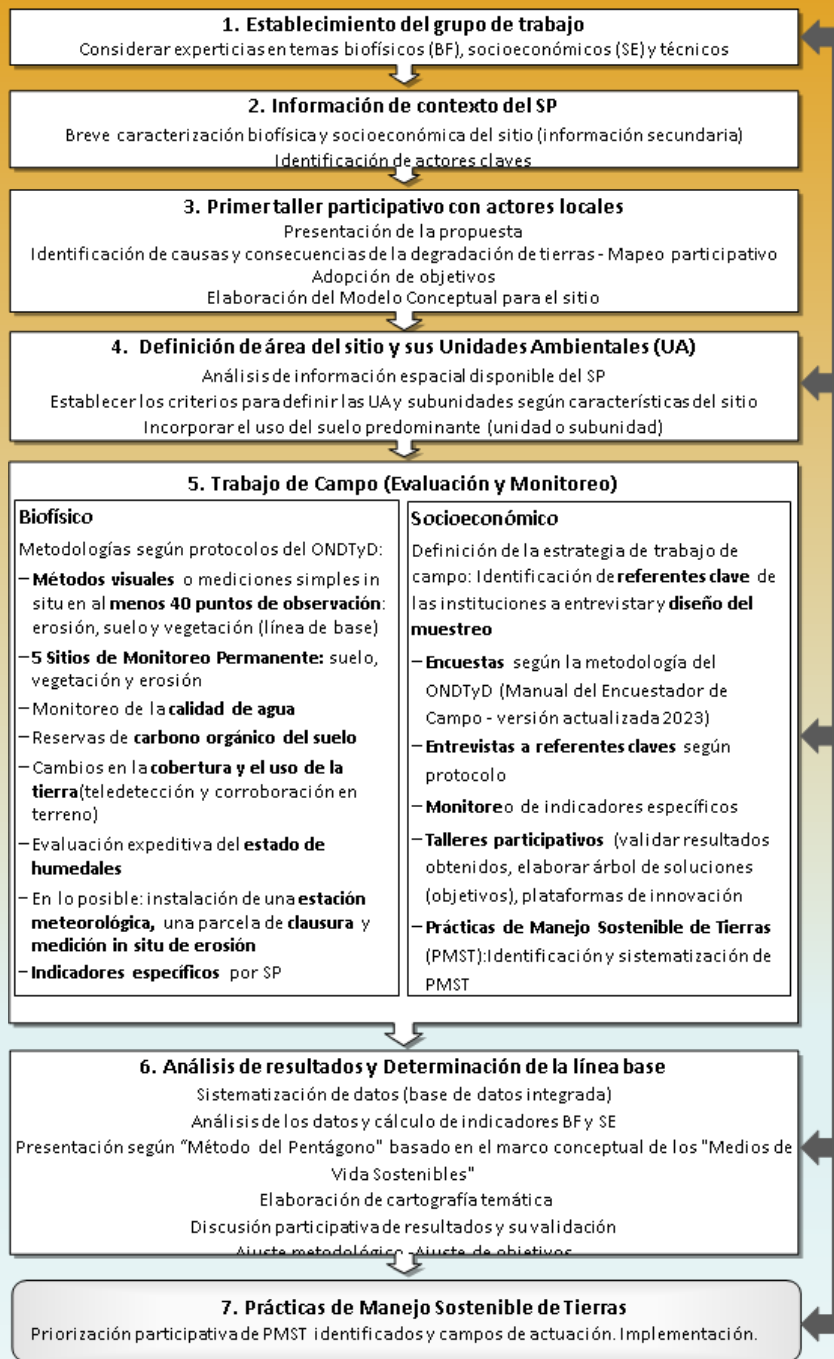 1. Establecimiento del grupo de trabajo
Considerar experticias en temas biofísicos (BF), socioeconómicos (SE) y técnicos
2. Información de contexto del SP
Breve caracterización biofísica y socioeconómica del sitio (información secundaria)
Identificación de actores claves
3. Primer taller participativo con actores locales
Presentación de la propuesta
Identificación de causas y consecuencias de la degradación de tierras - Mapeo participativo
Adopción de objetivos
Elaboración del Modelo Conceptual para el sitio
4. Definición de área del sitio y sus Unidades Ambientales (UA)
Análisis de información espacial disponible del SP
Establecer los criterios para definir las UA y subunidades según características del sitio
Incorporar el uso del suelo predominante (unidad o subunidad)
5. Trabajo de Campo (Evaluación y Monitoreo)
Biofísico
Metodologías según protocolos del ONDTyD:
– Métodos visuales o mediciones simples in
situ en al menos 40 puntos de observación:
erosión, suelo y vegetación (línea de base)
– 5 Sitios de Monitoreo Permanente: suelo,
vegetación y erosión
– Monitoreo de la calidad de agua
– Reservas de carbono orgánico del suelo
– Cambios en la cobertura y el uso de la
tierra(teledetección y corroboración en
terreno)
– Evaluación expeditiva del estado de
humedales
– En lo posible: instalación de una estación
meteorológica, una parcela de clausura y
medición in situ de erosión
– Indicadores específicos por SP
Socioeconómico
Definición de la estrategia de trabajo de
campo: Identificación de referentes clave de
las instituciones a entrevistar y diseño del
muestreo
– Encuestas según la metodología del
ONDTyD (Manual del Encuestador de
Campo - versión actualizada 2023)
– Entrevistas a referentes claves según
protocolo
– Monitoreo de indicadores específicos
– Talleres participativos (validar resultados
obtenidos, elaborar árbol de soluciones
(objetivos), plataformas de innovación
– Prácticas de Manejo Sostenible de Tierras
(PMST):Identificación y sistematización de
PMST
6. Análisis de resultados y Determinación de la línea base
Sistematización de datos (base de datos integrada)
Análisis de los datos y cálculo de indicadores BF y SE
Presentación según “Método del Pentágono" basado en el marco conceptual de los "Medios de
Vida Sostenibles"
Elaboración de cartografía temática
Discusión participativa de resultados y su validación
Ajuste metodológico -Ajuste de objetivos
7. Prácticas de Manejo Sostenible de Tierras
Priorización participativa de PMST identificados y campos de actuación. Implementación.